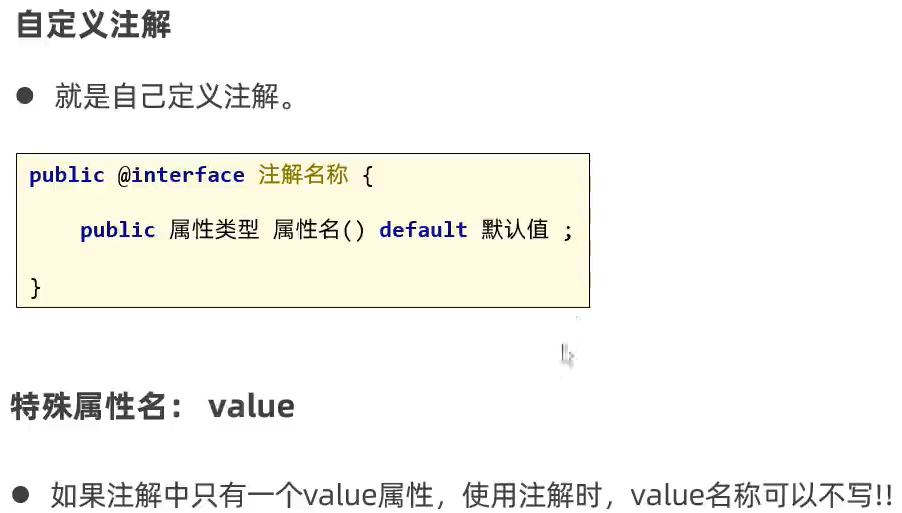 自定义注解
● 就是自己定义注解。
public @interface 注解名称 {
public 属性类型 属性名() default 默认值 ;
}
特殊属性名： value
● 如果注解中只有一个value属性，使用注解时，value名称可以不写!!